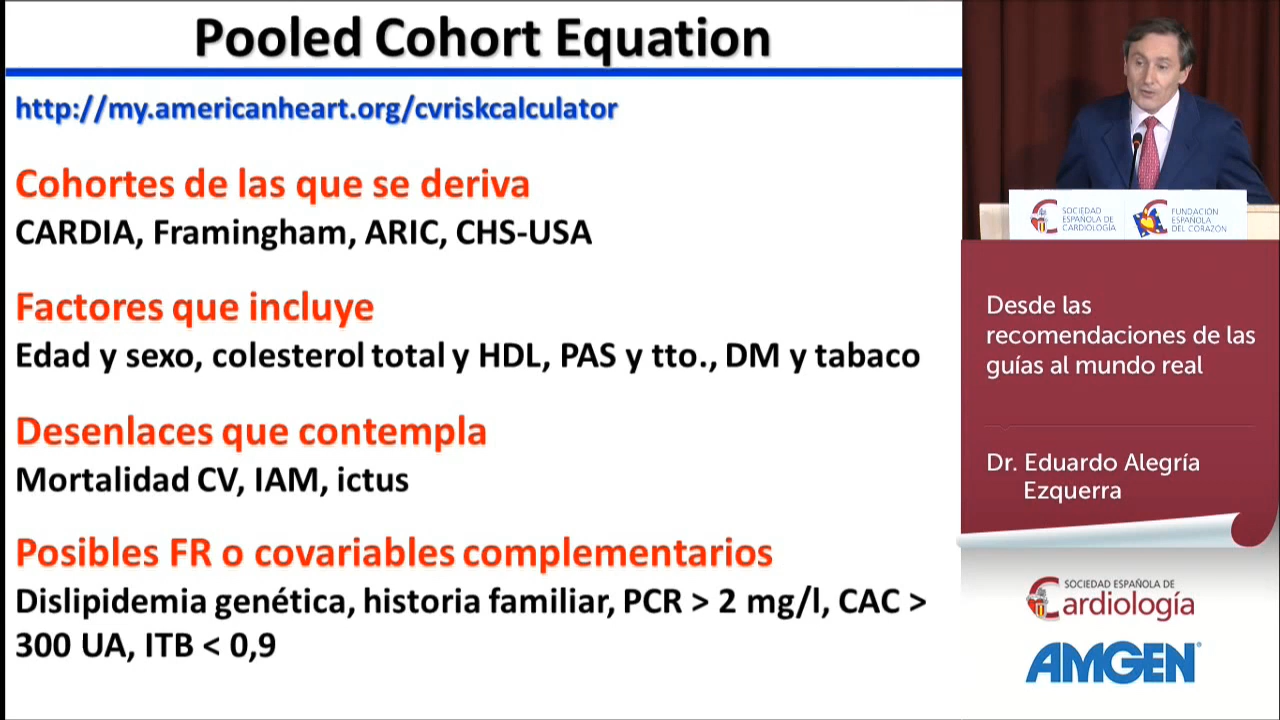 Pooled Cohort Equation
http://my.americanheart.org/cvriskcalculator
Cohortes de las que se deriva
CARDIA, Framingham, ARIC, CHS-USA
Factores que incluye
Edad y sexo, colesterol total y HDL, PAS y tto., DM y tabaco
Desenlaces que contempla
Mortalidad CV, IAM, ictus
Posibles FR o covariables complementarios
Dislipidemia genética, historia familiar, PCR > 2 mg/l, CAC >
300 UA, ITB < 0,9
SOCIEDAD
ESPAÑOLA DE
CARDIOLOGÍA
FUNDACIÓN
ESPAÑOLA
DEL CORAZÓN
Desde las
recomendaciones de las
guías al mundo real
Dr. Eduardo Alegría
Ezquerra
SOCIEDAD ESPAÑOLA DE
Cardiología
AMGEN®